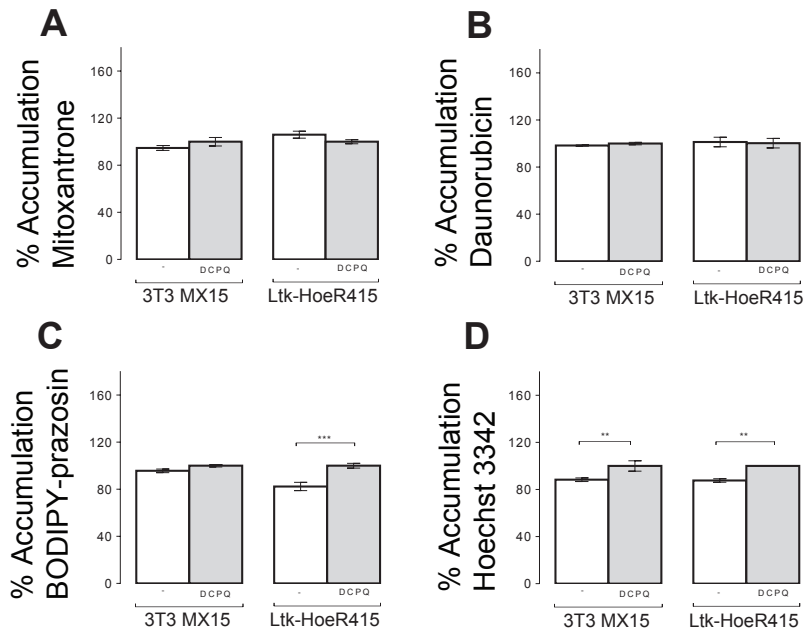 A
% Accumulation
Mitoxantrone
160
120
80
40
0
- DCPQ - DCPQ
3T3 MX15 Ltk-HoeR415
B
% Accumulation
Daunorubicin
160
120
80
40
0
- DCPQ - DCPQ
3T3 MX15 Ltk-HoeR415
C
% Accumulation
BODIPY-prazosin
160
120
80
40
0
***
- DCPQ - DCPQ
3T3 MX15 Ltk-HoeR415
D
% Accumulation
Hoechst 3342
160
120
80
40
0
** **
- DCPQ - DCPQ
3T3 MX15 Ltk-HoeR415